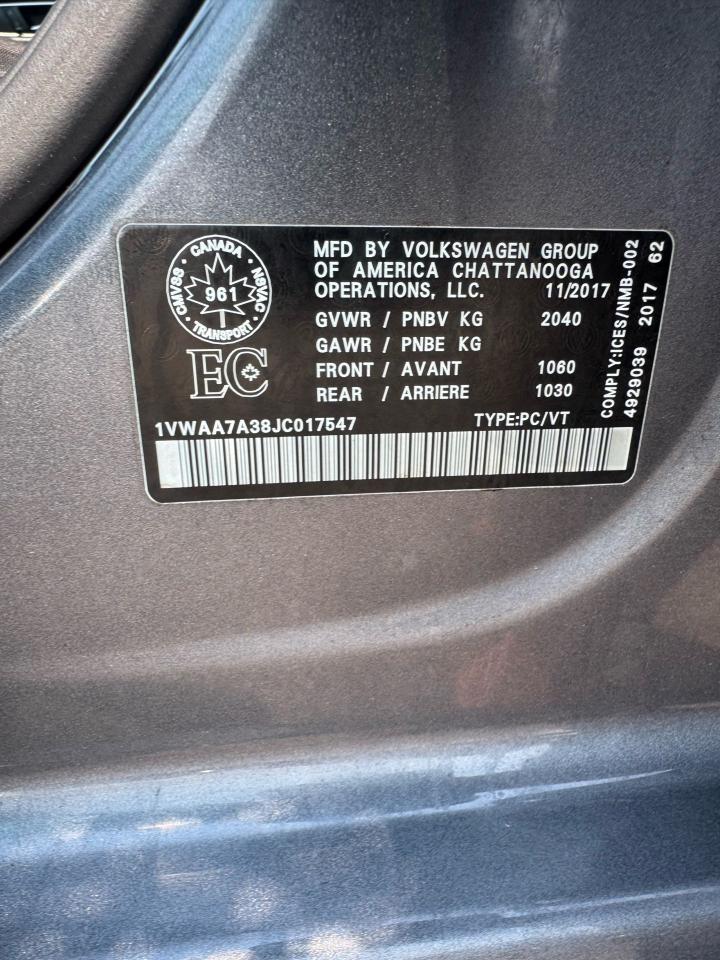 CANADA
CMVSS
NSVAC
961
TRANSPORT
EC
MFD BY VOLKSWAGEN GROUP
OF AMERICA CHATTANOOGA
OPERATIONS, LLC. 11/2017
GVWR / PNBV KG 2040
GAWR / PNBE KG
FRONT / AVANT 1060
REAR / ARRIERE 1030
1VWAA7A38JC017547 TYPE:PC/VT
COMPLY:ICES/NMB-002
4929039 2017 62